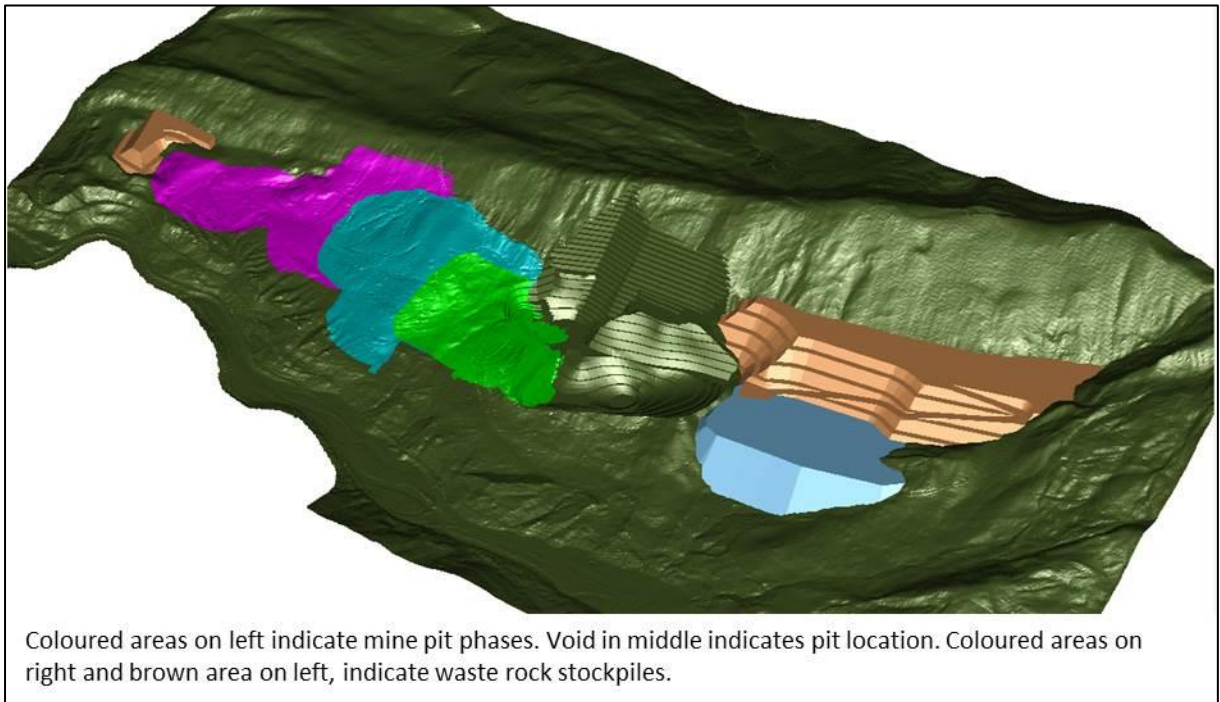 Coloured areas on left indicate mine pit phases. Void in middle indicates pit location. Coloured areas on
right and brown area on left, indicate waste rock stockpiles.